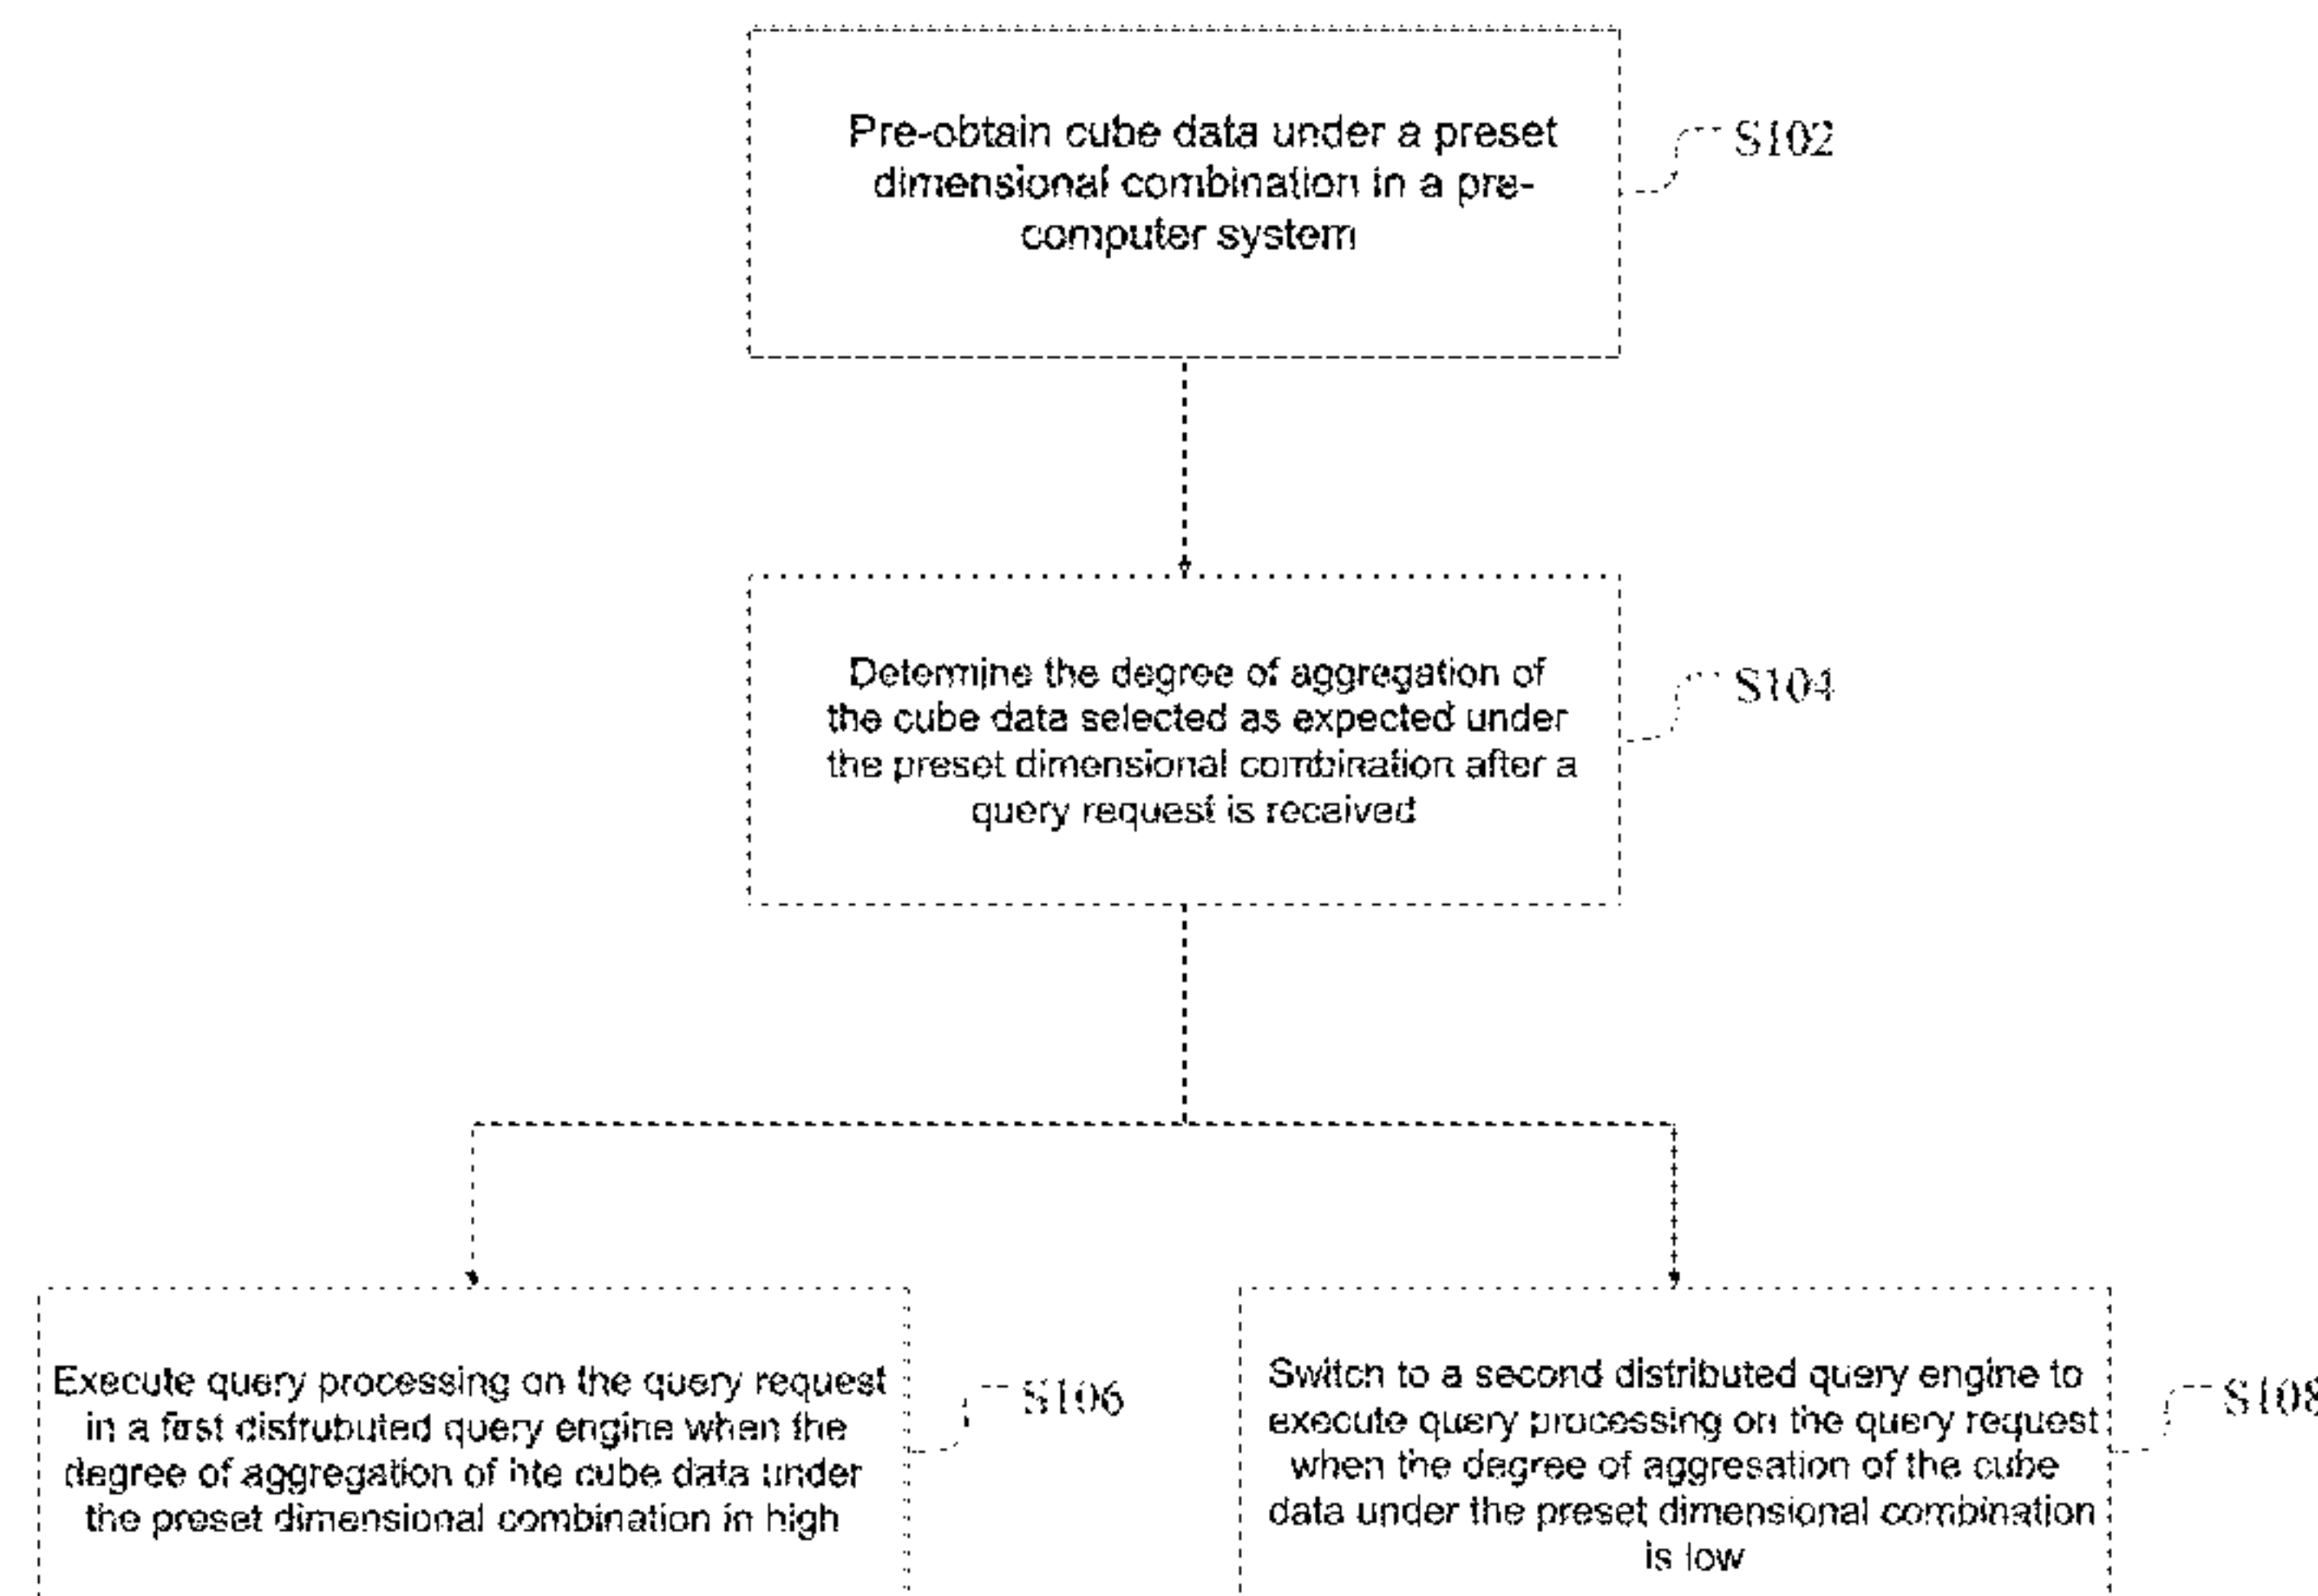 Pre-obtain cube data under a preset
dimensional combination in a pre-
computer system
S102
Determine the degree of aggregation of
the cube data selected as expected under
the preset dimensional combination after a
query request is received
S104
Execute query processing on the query request
in a first distrubuted query engine when the
degree of aggregation of hte cube data under
the preset dimensional combination in high
S106
Switch to a second distributed query engine to
execute query processing on the query request
when the degree of aggresation of the cube
data under the preset dimensional combination
is low
S108